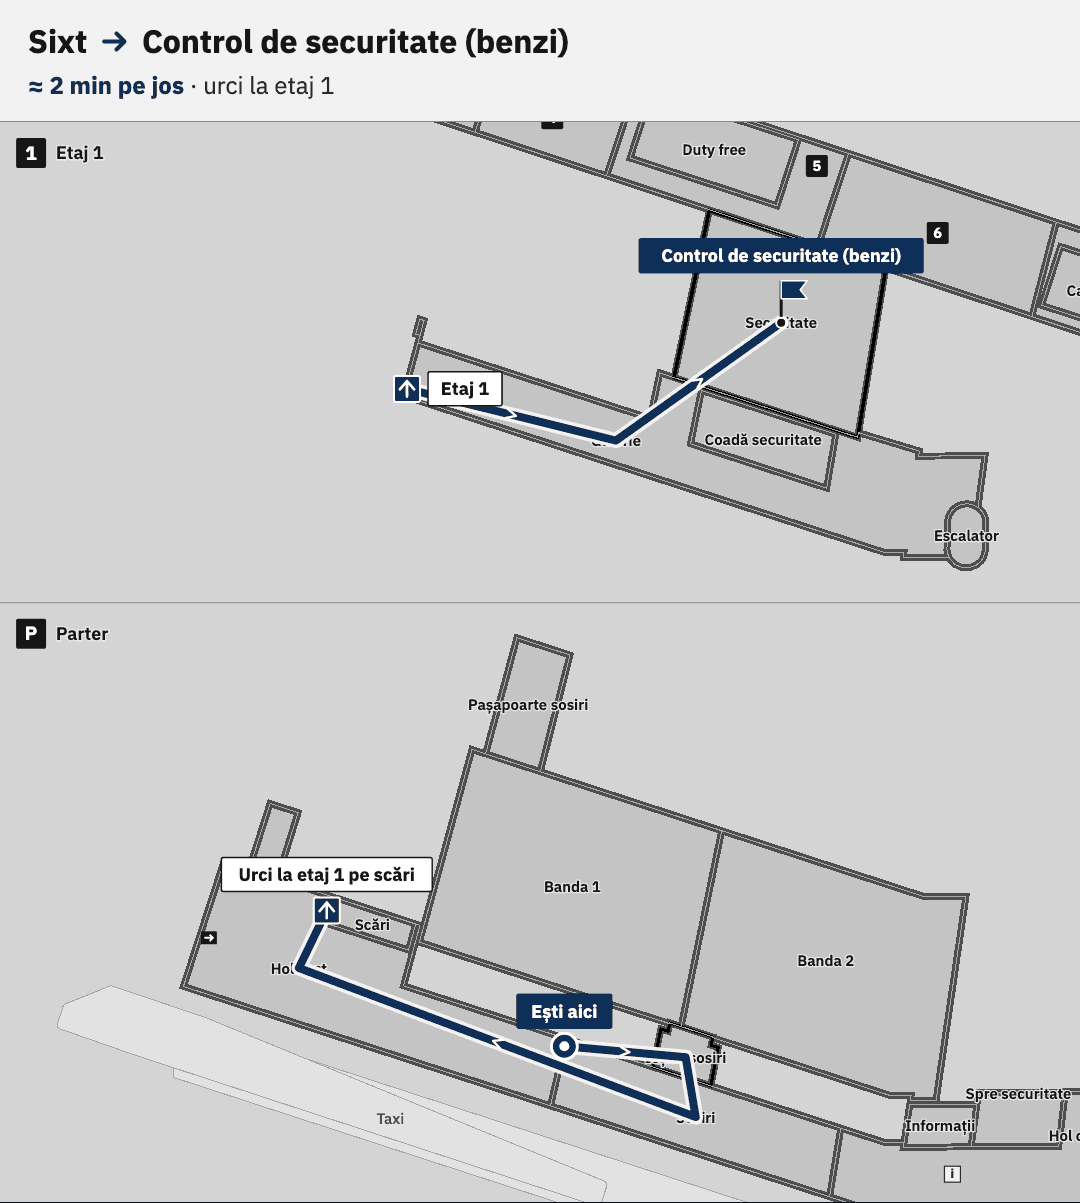 Sixt → Control de securitate (benzi)
≈ 2 min pe jos · urci la etaj 1
1 Etaj 1
Duty free
5
6
Control de securitate (benzi)
Securitate
Etaj 1
Coadă securitate
Escalator
P Parter
Pașapoarte sosiri
Urci la etaj 1 pe scări
Banda 1
Scări
Banda 2
Ești aici
sosiri
Taxi
Spre securitate
Informații
i